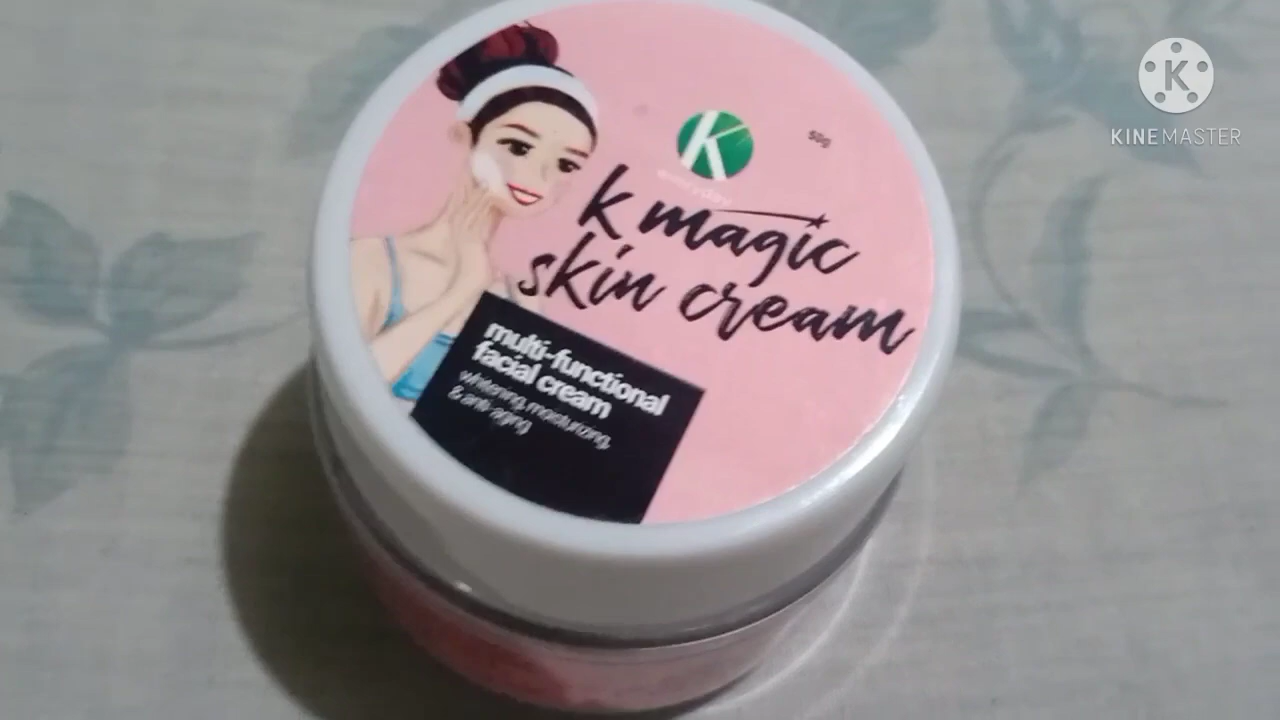 K
KINEMASTER
K
everyday
50g
k magic
skin cream
multi-functional
facial cream
whitening, moisturizing,
& anti-aging